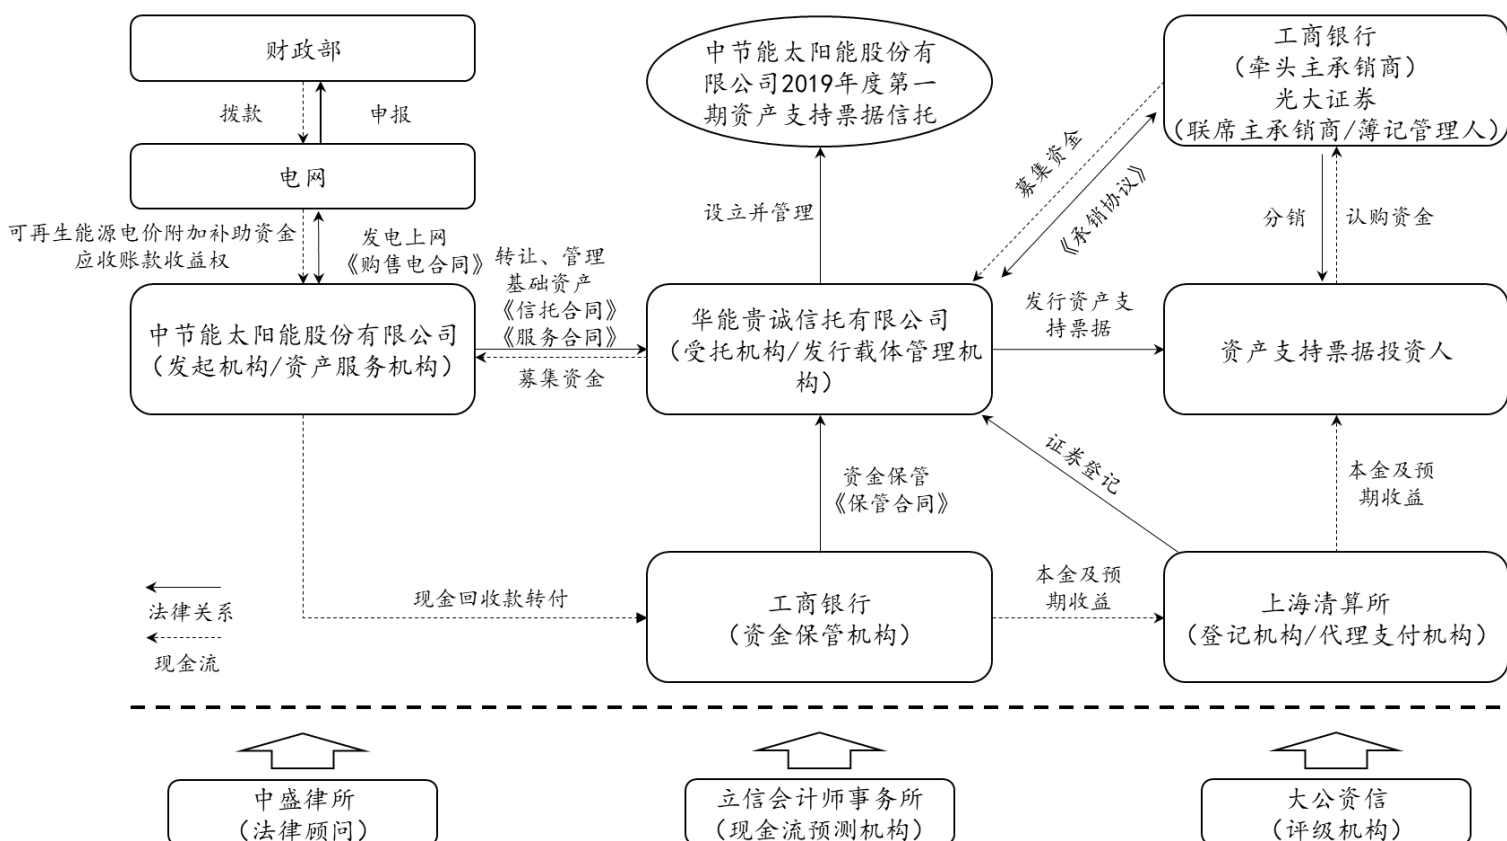 财政部
中节能太阳能股份有
限公司2019年度第一
期资产支持票据信托
工商银行
（牵头主承销商）
光大证券
（联席主承销商/簿记管理人）
拨款
申报
电网
设立并管理
募集资金
《承销协议》
分销
认购资金
可再生能源电价附加补助资金
应收账款收益权
发电上网
《购售电合同》
转让、管理
基础资产
《信托合同》
《服务合同》
募集资金
中节能太阳能股份有限公司
（发起机构/资产服务机构）
华能贵诚信托有限公司
（受托机构/发行载体管理机
构）
发行资产支
持票据
资产支持票据投资人
资金保管
《保管合同》
证券登记
本金及预
期收益
法律关系
现金流
现金回收款转付
工商银行
（资金保管机构）
本金及预
期收益
上海清算所
（登记机构/代理支付机构）
中盛律所
（法律顾问）
立信会计师事务所
（现金流预测机构）
大公资信
（评级机构）